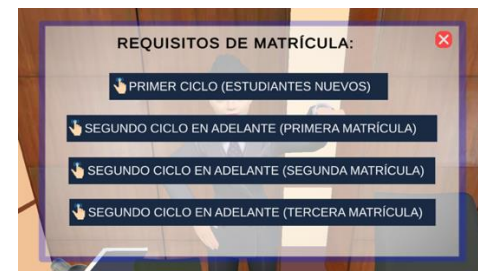 REQUISITOS DE MATRÍCULA:
PRIMER CICLO (ESTUDIANTES NUEVOS)
SEGUNDO CICLO EN ADELANTE (PRIMERA MATRÍCULA)
SEGUNDO CICLO EN ADELANTE (SEGUNDA MATRÍCULA)
SEGUNDO CICLO EN ADELANTE (TERCERA MATRÍCULA)